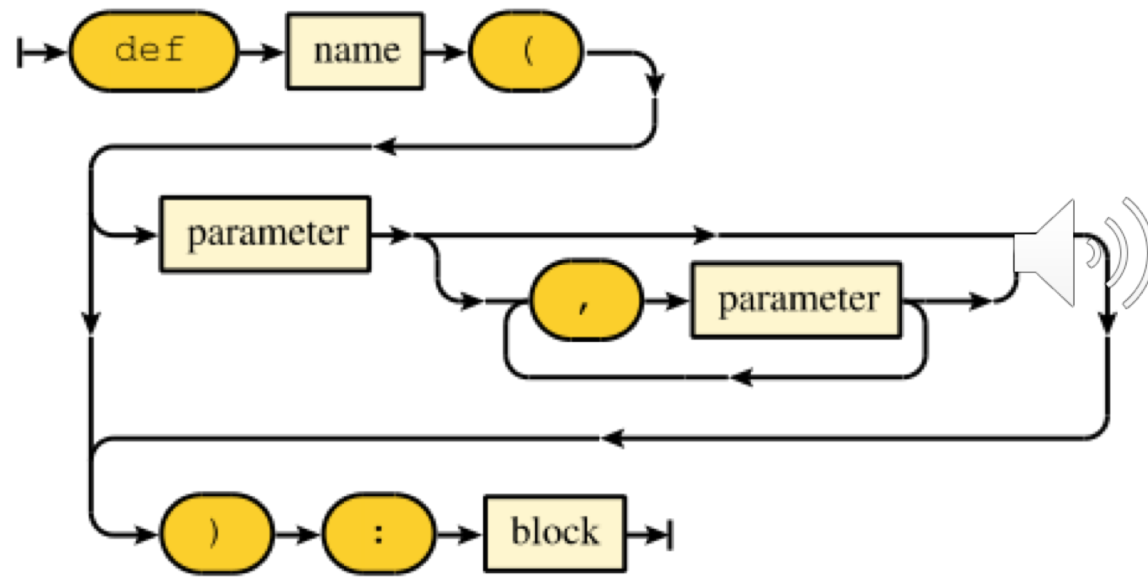 def name (
parameter
, parameter
) : block